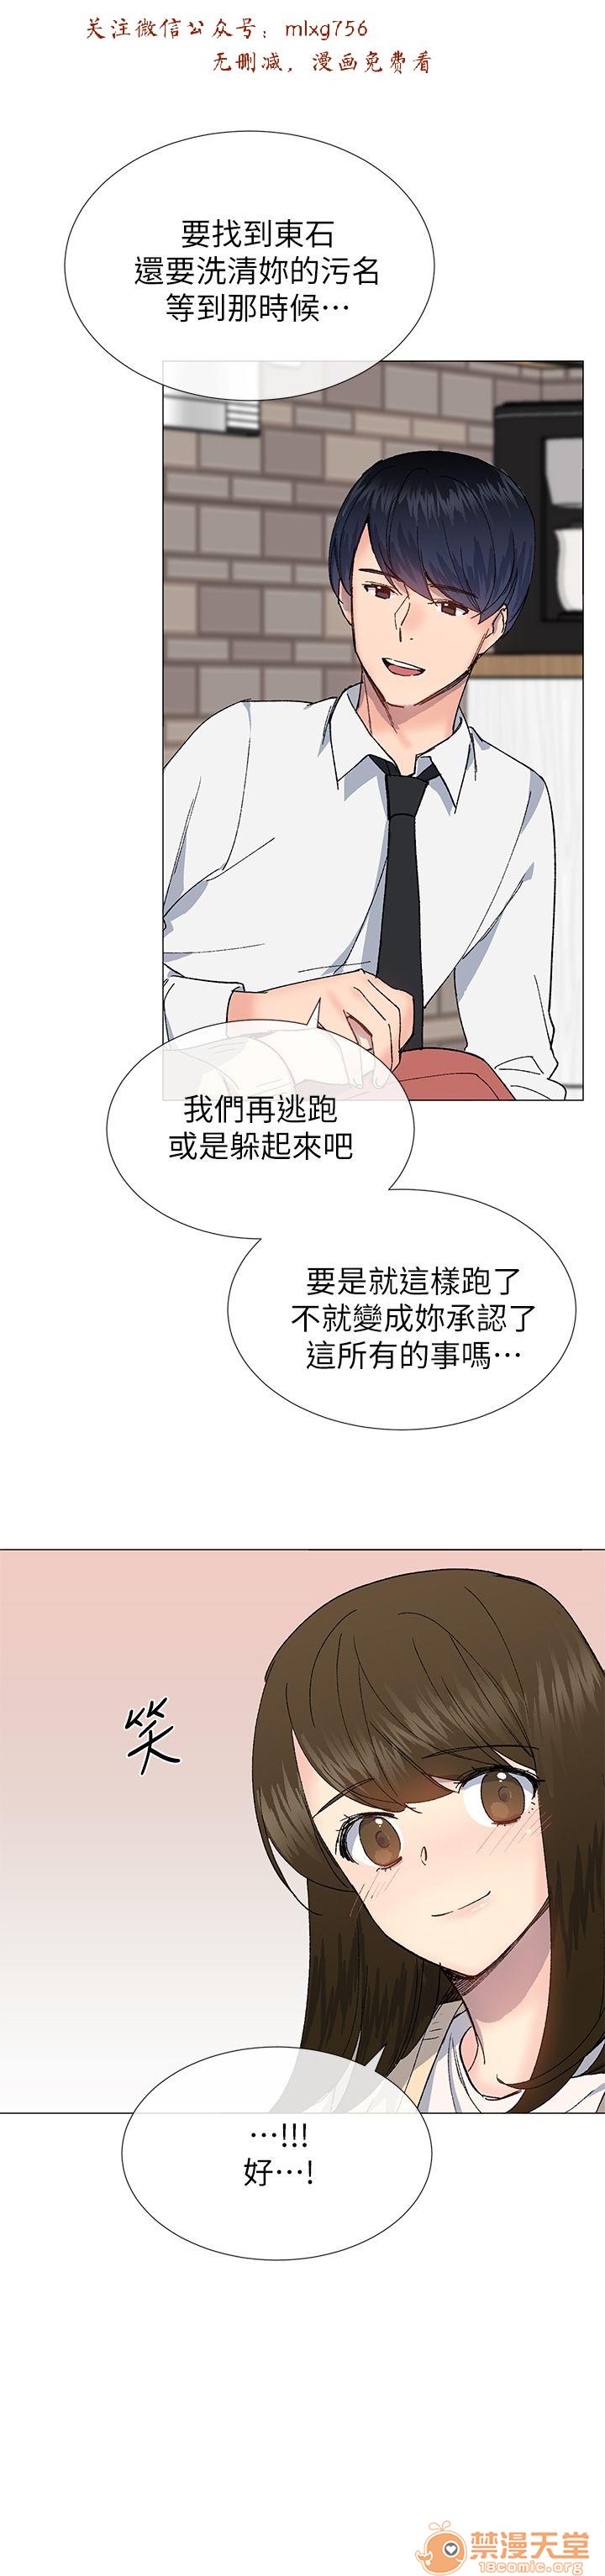 关注微信公众号：mlxg756
无删减，漫画免费看
要找到東石
還要洗清妳的污名
等到那時候…
我們再逃跑
或是躲起來吧
要是就這樣跑了
不就變成妳承認了
這所有的事嗎…
笑
…!!!
好…!
禁漫天堂
18comic.org